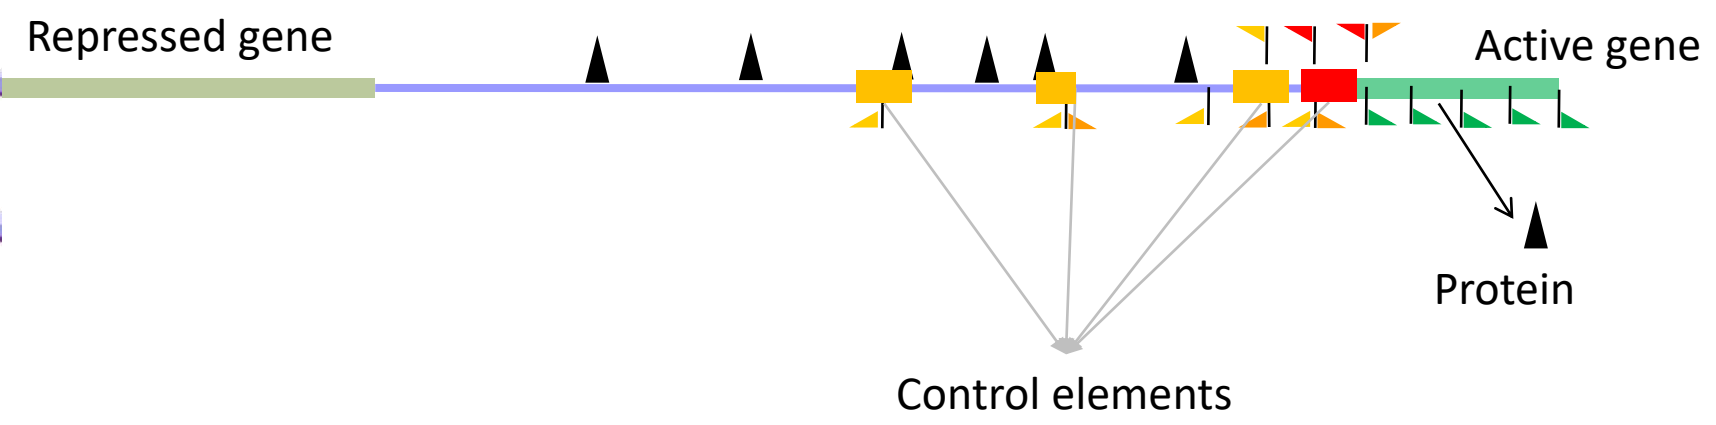 Repressed gene
Active gene
Protein
Control elements